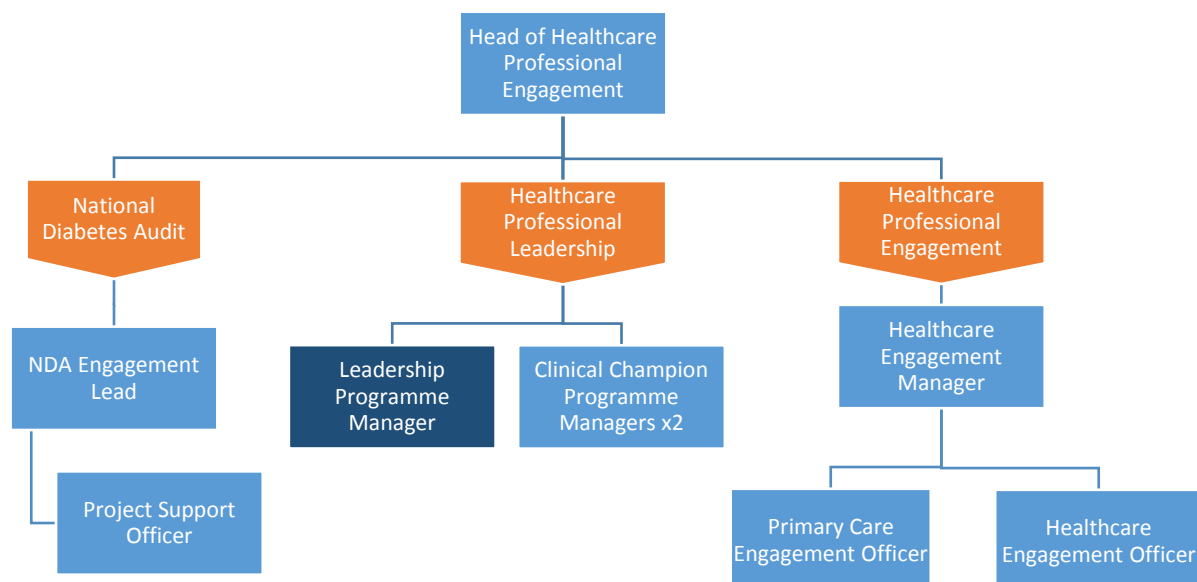 Head of Healthcare
Professional
Engagement
National
Diabetes Audit
Healthcare
Professional
Leadership
Healthcare
Professional
Engagement
NDA Engagement
Lead
Leadership
Programme
Manager
Clinical Champion
Programme
Managers x2
Healthcare
Engagement
Manager
Project Support
Officer
Primary Care
Engagement Officer
Healthcare
Engagement Officer